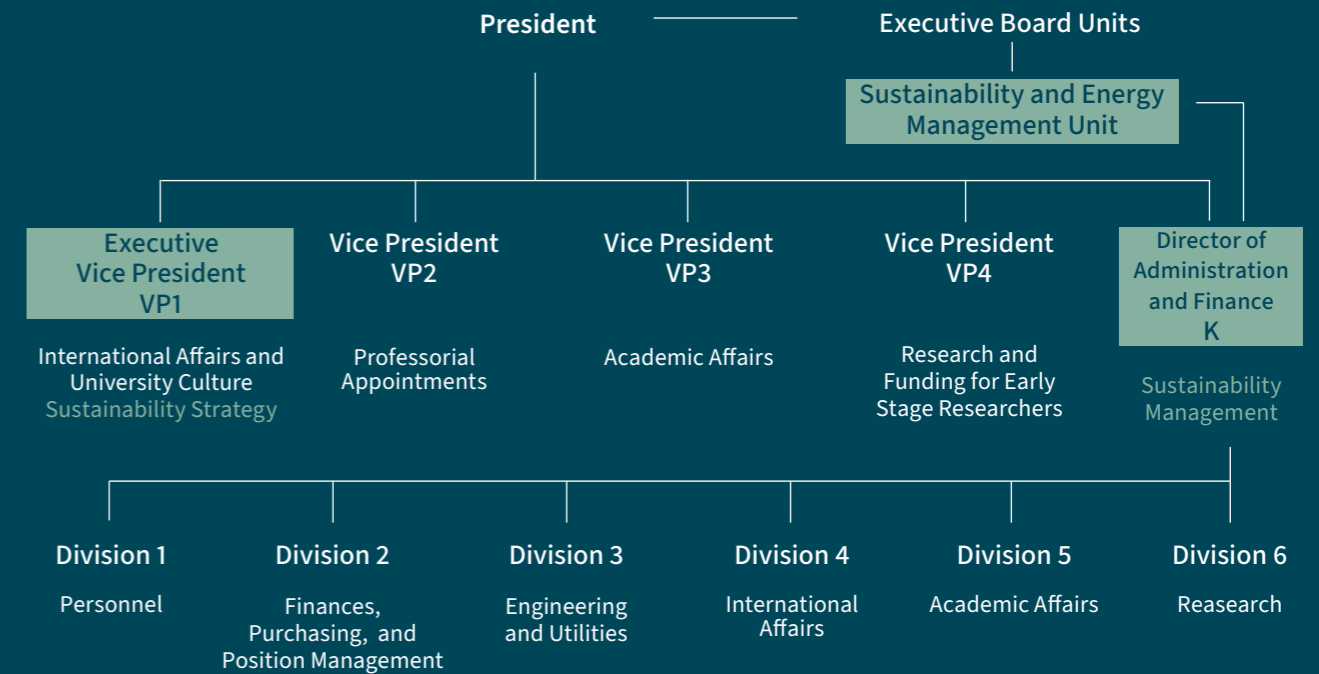 President
Executive Board Units
Sustainability and Energy
Management Unit
Executive
Vice President
VP1
International Affairs and
University Culture
Sustainability Strategy
Vice President
VP2
Professorial
Appointments
Vice President
VP3
Academic Affairs
Vice President
VP4
Research and
Funding for Early
Stage Researchers
Director of
Administration
and Finance
K
Sustainability
Management
Division 1
Personnel
Division 2
Finances,
Purchasing, and
Position Management
Division 3
Engineering
and Utilities
Division 4
International
Affairs
Division 5
Academic Affairs
Division 6
Reasearch